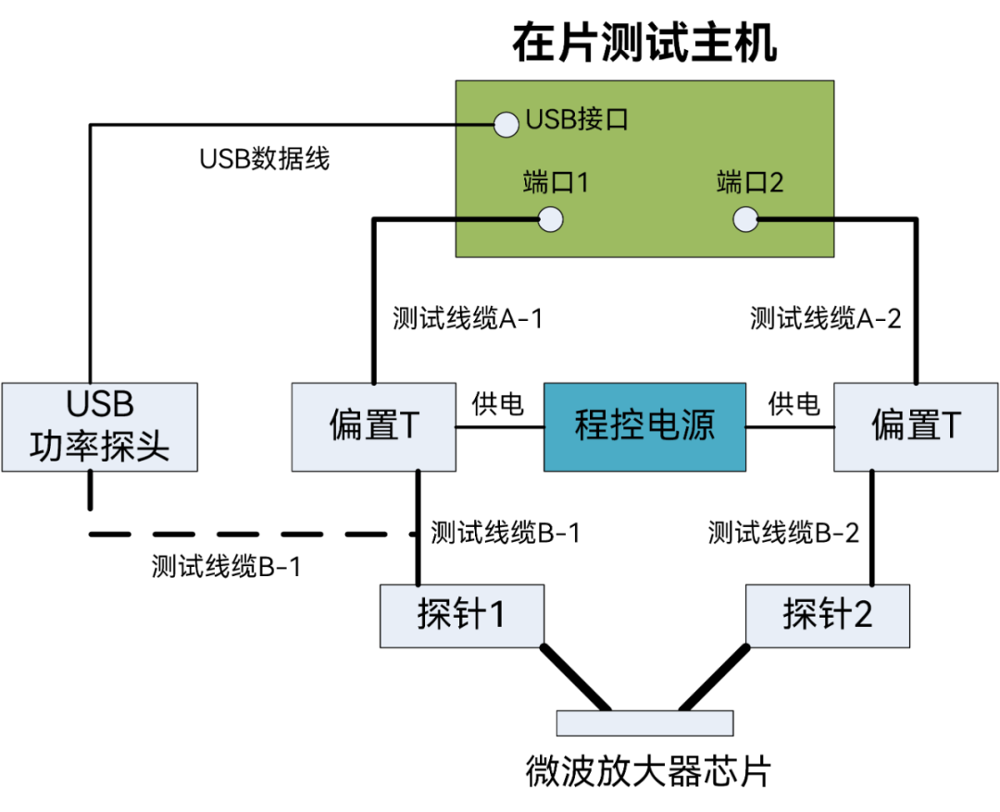 在片测试主机
USB接口
USB数据线
端口1
端口2
测试线缆A-1
测试线缆A-2
USB
功率探头
偏置T
供电
程控电源
供电
偏置T
测试线缆B-1
测试线缆B-2
测试线缆B-1
探针1
探针2
微波放大器芯片